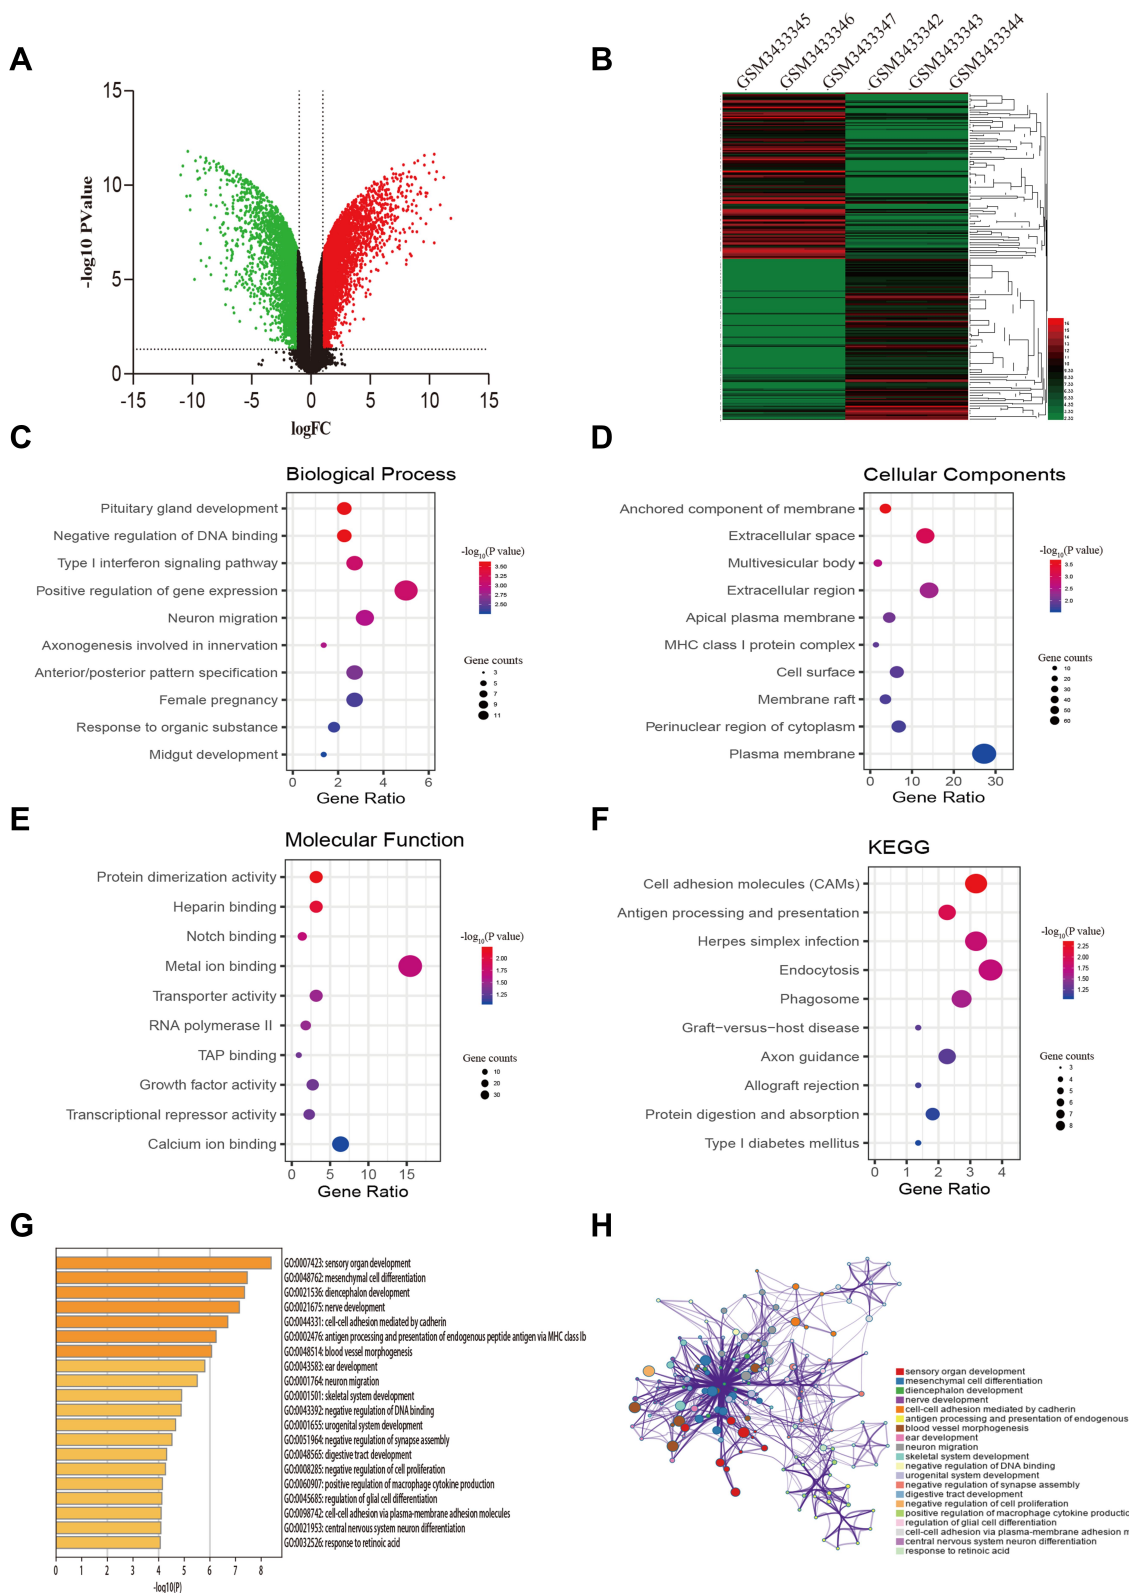 A
15
10
5
0
-log10 PValue
-15
-10
-5
0
5
10
15
logFC
B
GSM3433345
GSM3433346
GSM3433347
GSM3433342
GSM3433343
GSM3433344
C
Biological Process
Pituitary gland development
Negative regulation of DNA binding
Type I interferon signaling pathway
Positive regulation of gene expression
Neuron migration
Axonogenesis involved in innervation
Anterior/posterior pattern specification
Female pregnancy
Response to organic substance
Midgut development
0 2 4 6
Gene Ratio
-log10(P value)
3.50
3.00
2.75
2.50
Gene counts
3
5
7
9
11
D
Cellular Components
Anchored component of membrane
Extracellular space
Multivesicular body
Extracellular region
Apical plasma membrane
MHC class I protein complex
Cell surface
Membrane raft
Perinuclear region of cytoplasm
Plasma membrane
0 10 20 30
Gene Ratio
-log10(P value)
3.5
3.0
2.5
2.0
Gene counts
10
20
30
40
50
60
E
Molecular Function
Protein dimerization activity
Heparin binding
Notch binding
Metal ion binding
Transporter activity
RNA polymerase II
TAP binding
Growth factor activity
Transcriptional repressor activity
Calcium ion binding
0 5 10 15
Gene Ratio
-log10(P value)
2.00
1.75
1.50
1.25
Gene counts
10
20
30
F
KEGG
Cell adhesion molecules (CAMs)
Antigen processing and presentation
Herpes simplex infection
Endocytosis
Phagosome
Graft−versus−host disease
Axon guidance
Allograft rejection
Protein digestion and absorption
Type I diabetes mellitus
0 1 2 3 4
Gene Ratio
-log10(P value)
2.25
2.00
1.75
1.50
1.25
Gene counts
3
4
5
6
7
8
G
GO:0007423: sensory organ development
GO:0048762: mesenchymal cell differentiation
GO:0021536: diencephalon development
GO:0021675: nerve development
GO:0044331: cell-cell adhesion mediated by cadherin
GO:0002476: antigen processing and presentation of endogenous peptide antigen via MHC class Ib
GO:0048514: blood vessel morphogenesis
GO:0043583: ear development
GO:0001764: neuron migration
GO:0001501: skeletal system development
GO:0043392: negative regulation of DNA binding
GO:0001655: urogenital system development
GO:0051964: negative regulation of synapse assembly
GO:0048565: digestive tract development
GO:0008285: negative regulation of cell proliferation
GO:0060907: positive regulation of macrophage cytokine production
GO:0045685: regulation of glial cell differentiation
GO:0098742: cell-cell adhesion via plasma-membrane adhesion molecules
GO:0021953: central nervous system neuron differentiation
GO:0032526: response to retinoic acid
0 1 2 3 4 5 6 7 8
-log10(P)
H
sensory organ development
mesenchymal cell differentiation
diencephalon development
nerve development
cell-cell adhesion mediated by cadherin
antigen processing and presentation of endogenous
blood vessel morphogenesis
ear development
neuron migration
skeletal system development
negative regulation of DNA binding
urogenital system development
negative regulation of synapse assembly
digestive tract development
negative regulation of cell proliferation
positive regulation of macrophage cytokine productio
regulation of glial cell differentiation
cell-cell adhesion via plasma-membrane adhesion m
central nervous system neuron differentiation
response to retinoic acid